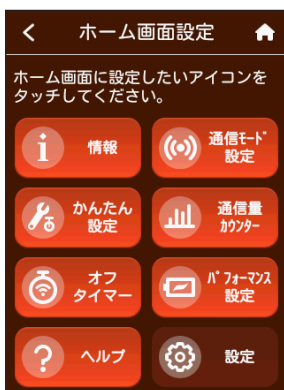 ホーム画面設定
ホーム画面に設定したいアイコンを
タッチしてください。
情報
通信ﾓｰﾄﾞ
設定
かんたん
設定
通信量
ｶｳﾝﾀｰ
オフ
タイマー
ﾊﾟﾌｫｰﾏﾝｽ
設定
ヘルプ
設定